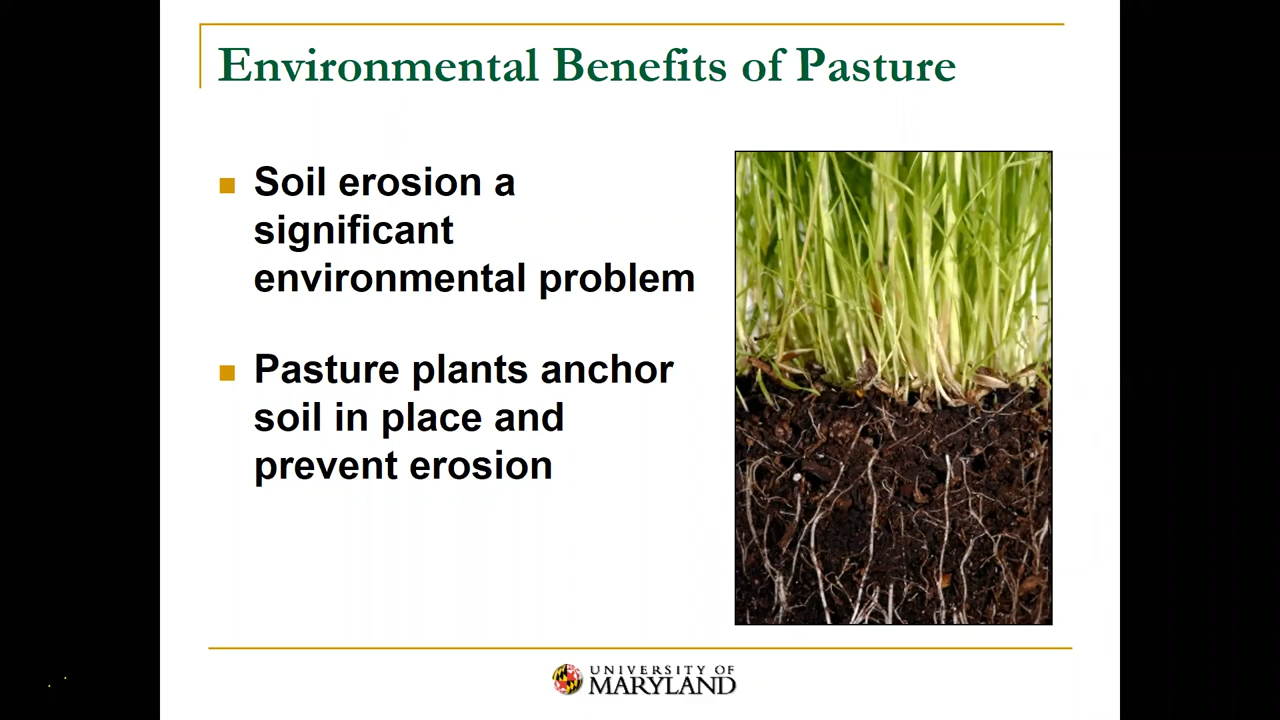 Environmental Benefits of Pasture
Soil erosion a
significant
environmental problem
Pasture plants anchor
soil in place and
prevent erosion
UNIVERSITY OF
MARYLAND